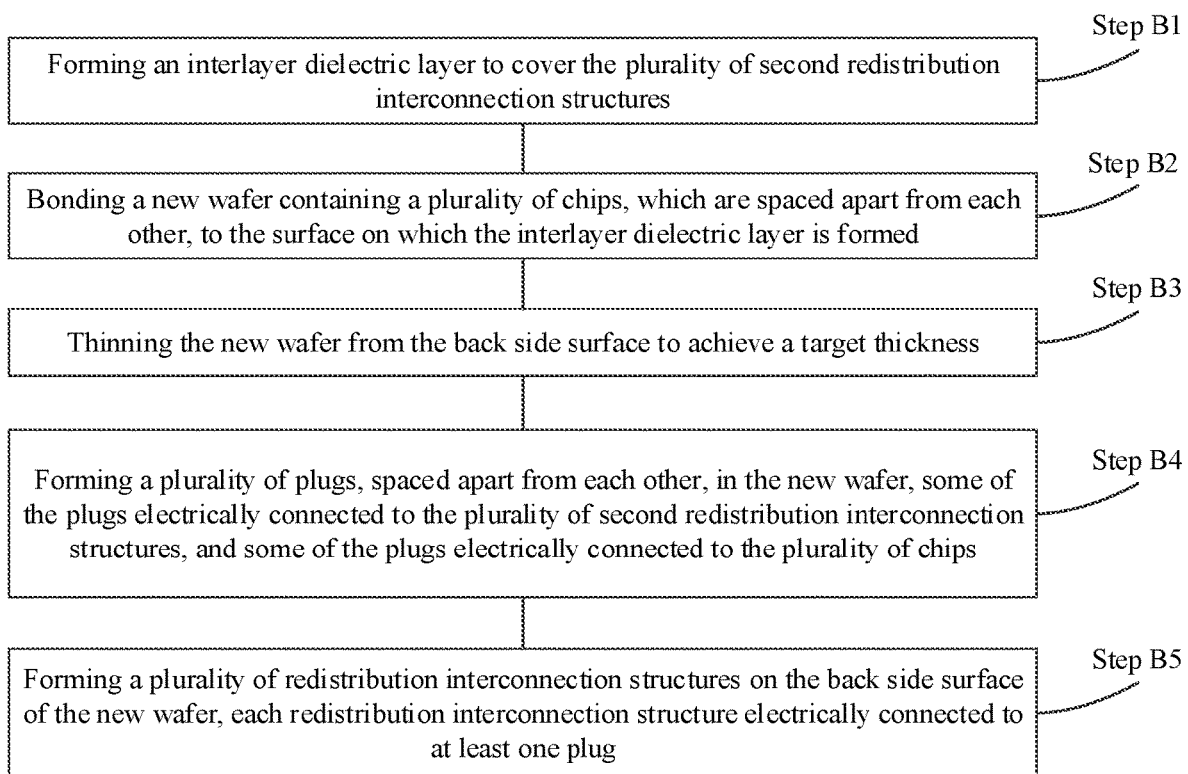 Step B1
Forming an interlayer dielectric layer to cover the plurality of second redistribution
interconnection structures
Step B2
Bonding a new wafer containing a plurality of chips, which are spaced apart from each
other, to the surface on which the interlayer dielectric layer is formed
Step B3
Thinning the new wafer from the back side surface to achieve a target thickness
Step B4
Forming a plurality of plugs, spaced apart from each other, in the new wafer, some of
the plugs electrically connected to the plurality of second redistribution interconnection
structures, and some of the plugs electrically connected to the plurality of chips
Step B5
Forming a plurality of redistribution interconnection structures on the back side surface
of the new wafer, each redistribution interconnection structure electrically connected to
at least one plug